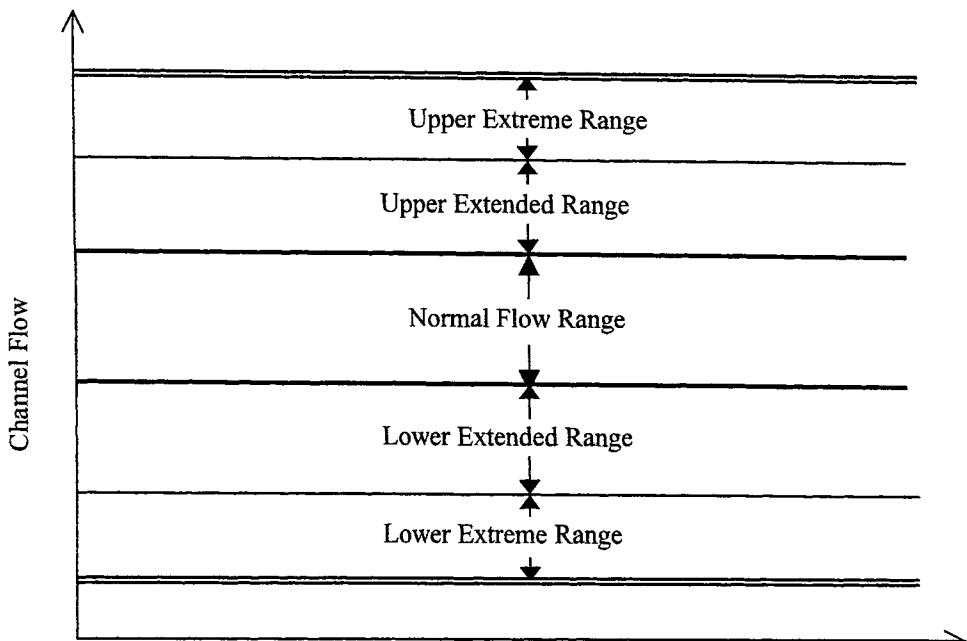 Upper Extreme Range
Upper Extended Range
Normal Flow Range
Channel Flow
Lower Extended Range
Lower Extreme Range